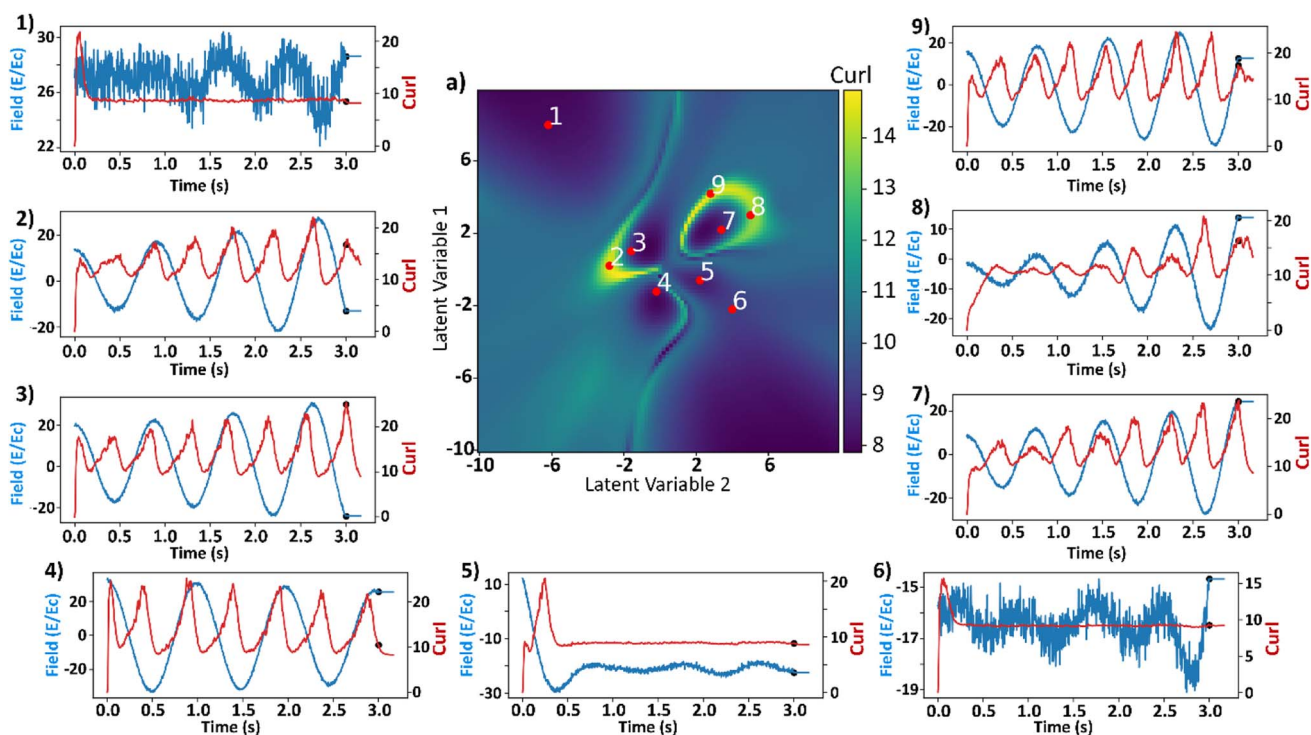 1)
30
28
26
24
22
Field (E/Ec)
20
15
10
5
0
Curl
0.0 0.5 1.0 1.5 2.0 2.5 3.0
Time (s)
2)
20
0
-20
Field (E/Ec)
20
10
0
Curl
0.0 0.5 1.0 1.5 2.0 2.5 3.0
Time (s)
3)
20
0
-20
Field (E/Ec)
20
10
0
Curl
0.0 0.5 1.0 1.5 2.0 2.5 3.0
Time (s)
a)
Curl
1
2
3
4
5
6
7
8
9
8
4
2
-2
-6
-10
Latent Variable 1
-10 -6 -2 2 6
Latent Variable 2
14
13
12
11
10
9
8
9)
20
0
-20
Field (E/Ec)
20
10
0
Curl
0.0 0.5 1.0 1.5 2.0 2.5 3.0
Time (s)
8)
10
0
-10
-20
Field (E/Ec)
20
10
0
Curl
0.0 0.5 1.0 1.5 2.0 2.5 3.0
Time (s)
7)
20
0
-20
Field (E/Ec)
20
10
0
Curl
0.0 0.5 1.0 1.5 2.0 2.5 3.0
Time (s)
4)
20
0
-20
Field (E/Ec)
20
10
0
Curl
0.0 0.5 1.0 1.5 2.0 2.5 3.0
Time (s)
5)
10
-10
-30
Field (E/Ec)
20
10
0
Curl
0.0 0.5 1.0 1.5 2.0 2.5 3.0
Time (s)
6)
-15
-17
-19
Field (E/Ec)
15
10
5
0
Curl
0.0 0.5 1.0 1.5 2.0 2.5 3.0
Time (s)